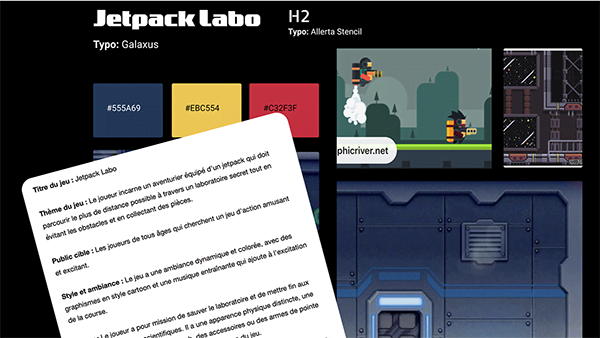 Jetpack Labo
H2
Typo: Allerta Stencil
Typo: Galaxus
#555A69
#EBC554
#C32F3F
phicriver.net
Titre du jeu : Jetpack Labo
Thème du jeu : Le joueur incarne un aventurier équipé d'un jetpack qui doit
parcourir le plus de distance possible à travers un laboratoire secret tout en
évitant les obstacles et en collectant des pièces.
Public cible : Les joueurs de tous âges qui cherchent un jeu d'action amusant
et excitant.
Style et ambiance : Le jeu a une ambiance dynamique et colorée, avec des
graphismes en style cartoon et une musique entraînante qui ajoute à l'excitation
de la course.
Le joueur a pour mission de sauver le laboratoire et de mettre fin aux
scientifiques. Il a une apparence physique distincte, une
des accessoires ou des armes de pointe
du jeu.